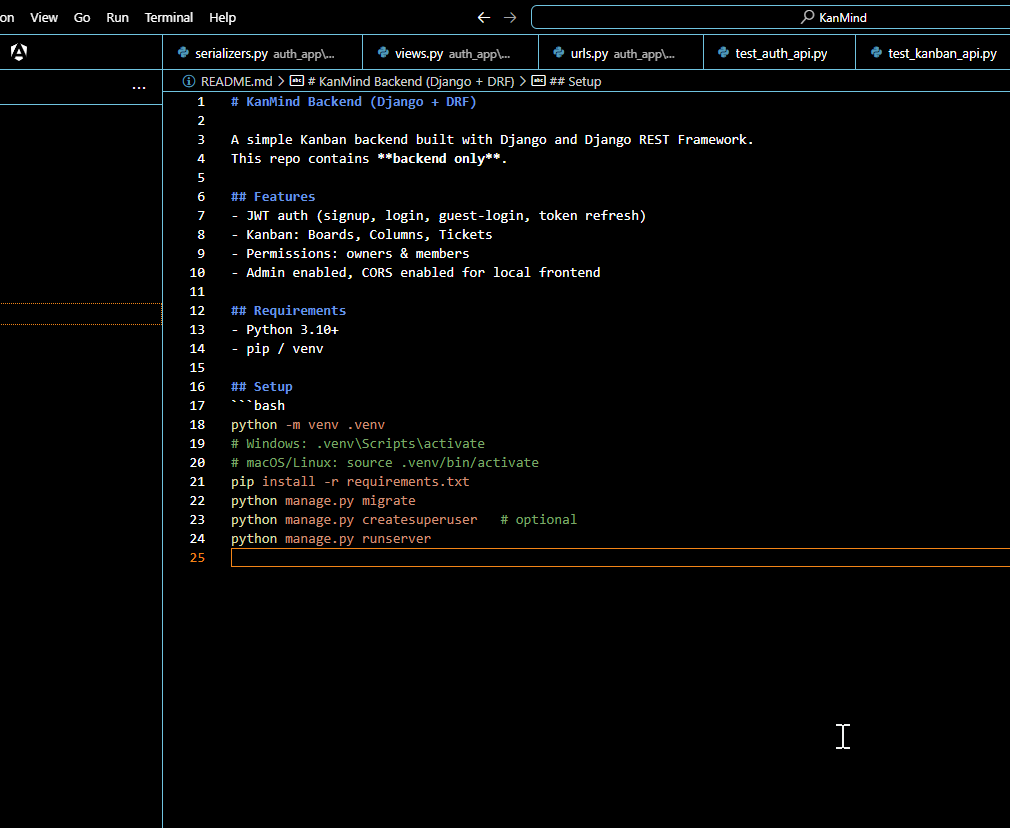 on View Go Run Terminal Help
← → KanMind
serializers.py auth_app\... views.py auth_app\... urls.py auth_app\... test_auth_api.py test_kanban_api.py
...
README.md > # KanMind Backend (Django + DRF) > ## Setup
1 # KanMind Backend (Django + DRF)
2
3 A simple Kanban backend built with Django and Django REST Framework.
4 This repo contains **backend only**.
5
6 ## Features
7 - JWT auth (signup, login, guest-login, token refresh)
8 - Kanban: Boards, Columns, Tickets
9 - Permissions: owners & members
10 - Admin enabled, CORS enabled for local frontend
11
12 ## Requirements
13 - Python 3.10+
14 - pip / venv
15
16 ## Setup
17 ```bash
18 python -m venv .venv
19 # Windows: .venv\Scripts\activate
20 # macOS/Linux: source .venv/bin/activate
21 pip install -r requirements.txt
22 python manage.py migrate
23 python manage.py createsuperuser   # optional
24 python manage.py runserver
25